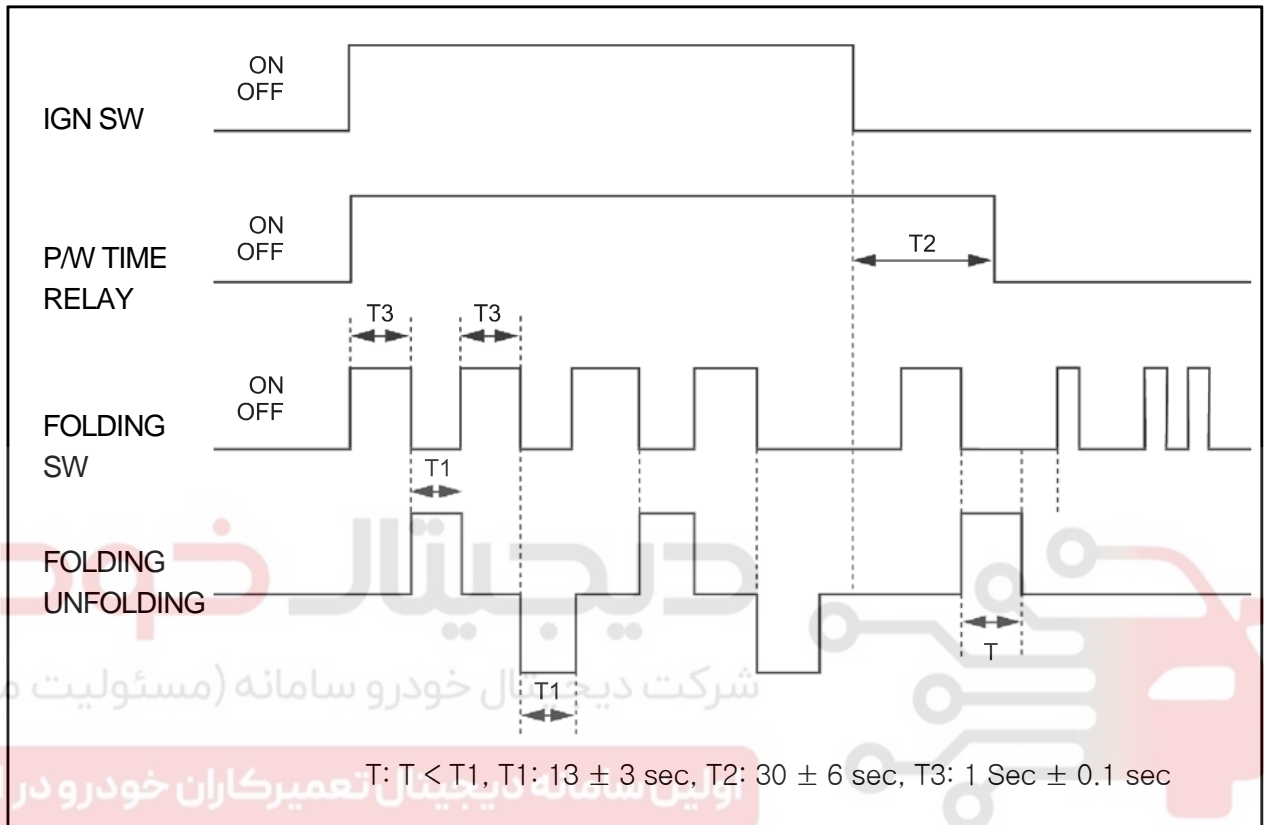 ON
OFF
IGN SW
ON
OFF
P/W TIME
RELAY
T2
T3
T3
ON
OFF
FOLDING
SW
T1
FOLDING
UNFOLDING
دیجیتال خودرو
T
شرکت دیجیتال خودرو سامانه (مسئولیت
T1
T: T < T1, T1: 13 ± 3 sec, T2: 30 ± 6 sec, T3: 1 Sec ± 0.1 sec
اولین سامانه دیجیتال تعمیرکاران خودرو در